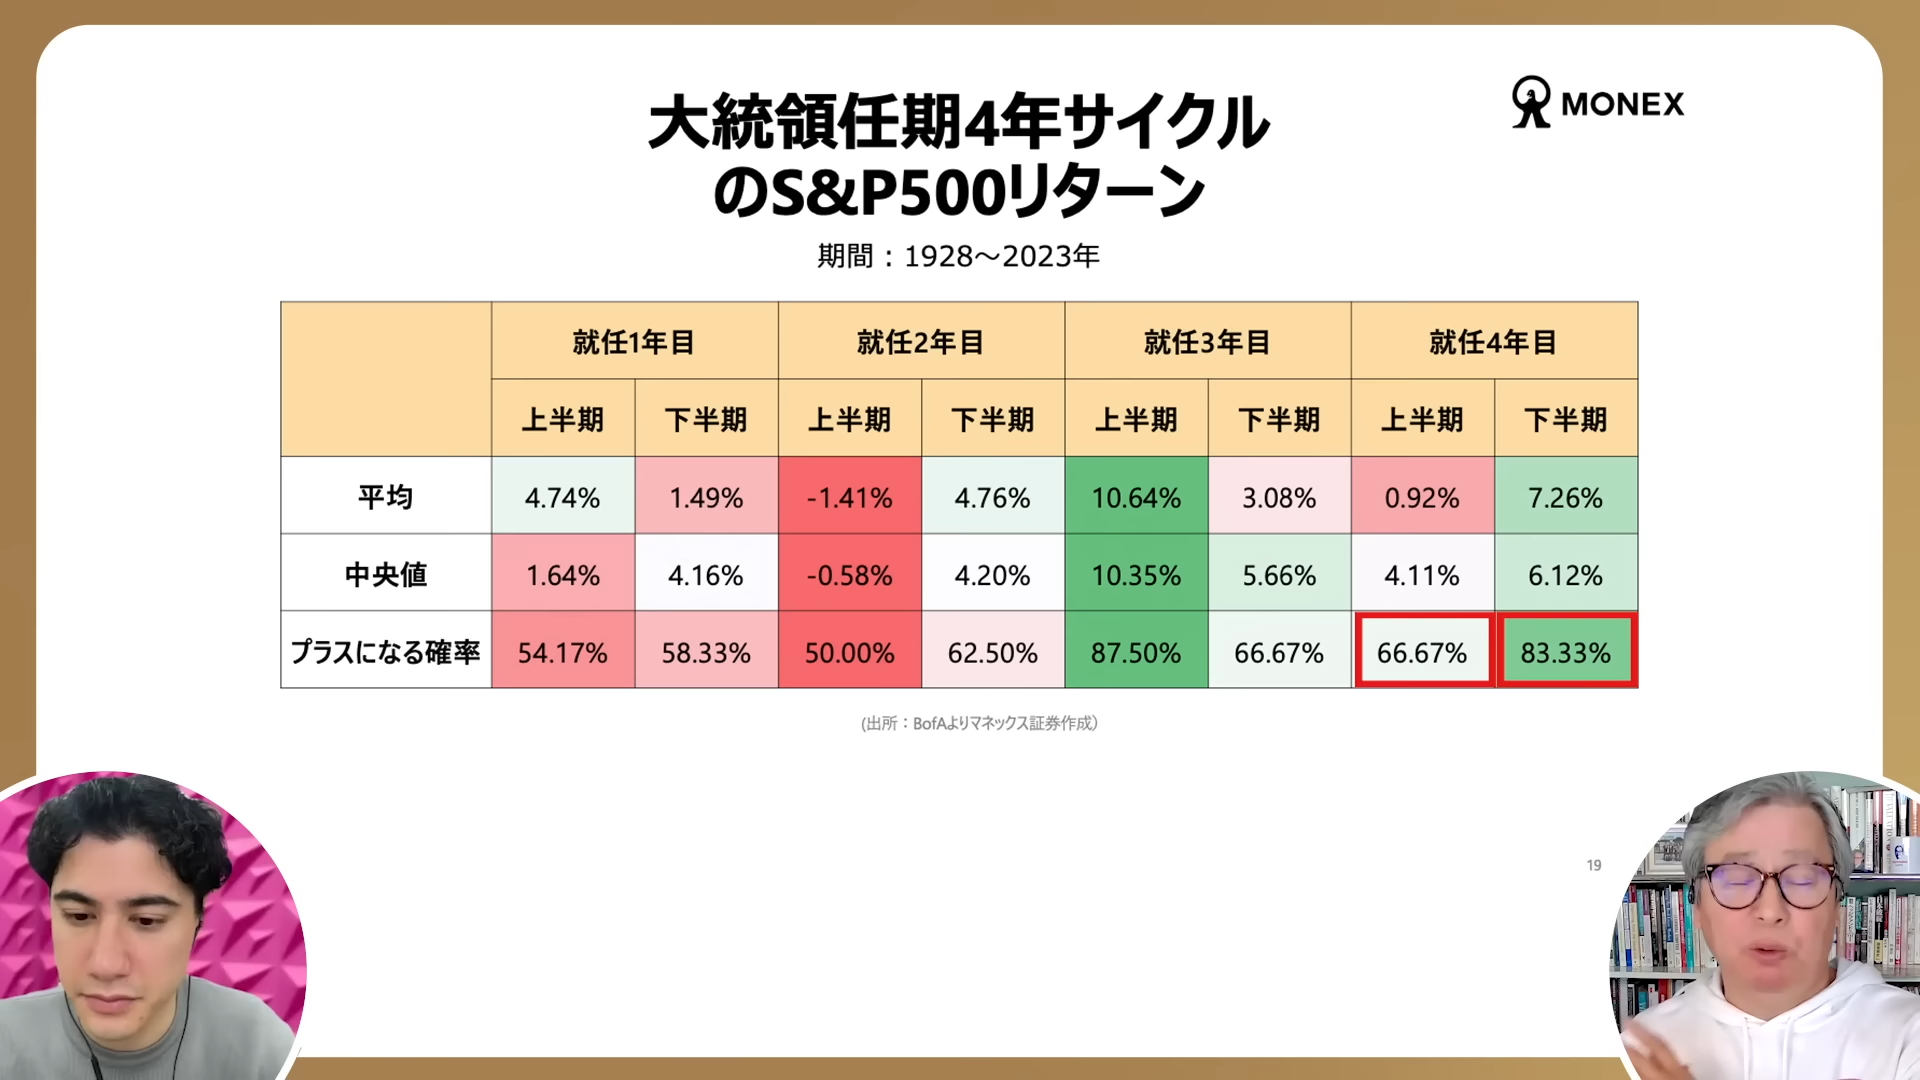 MONEX
大統領任期4年サイクル
のS&P500リターン
期間：1928～2023年
就任1年目 就任2年目 就任3年目 就任4年目
上半期 下半期 上半期 下半期 上半期 下半期 上半期 下半期
平均 4.74% 1.49% -1.41% 4.76% 10.64% 3.08% 0.92% 7.26%
中央値 1.64% 4.16% -0.58% 4.20% 10.35% 5.66% 4.11% 6.12%
プラスになる確率 54.17% 58.33% 50.00% 62.50% 87.50% 66.67% 66.67% 83.33%
(出所：BofAよりマネックス証券作成)
19